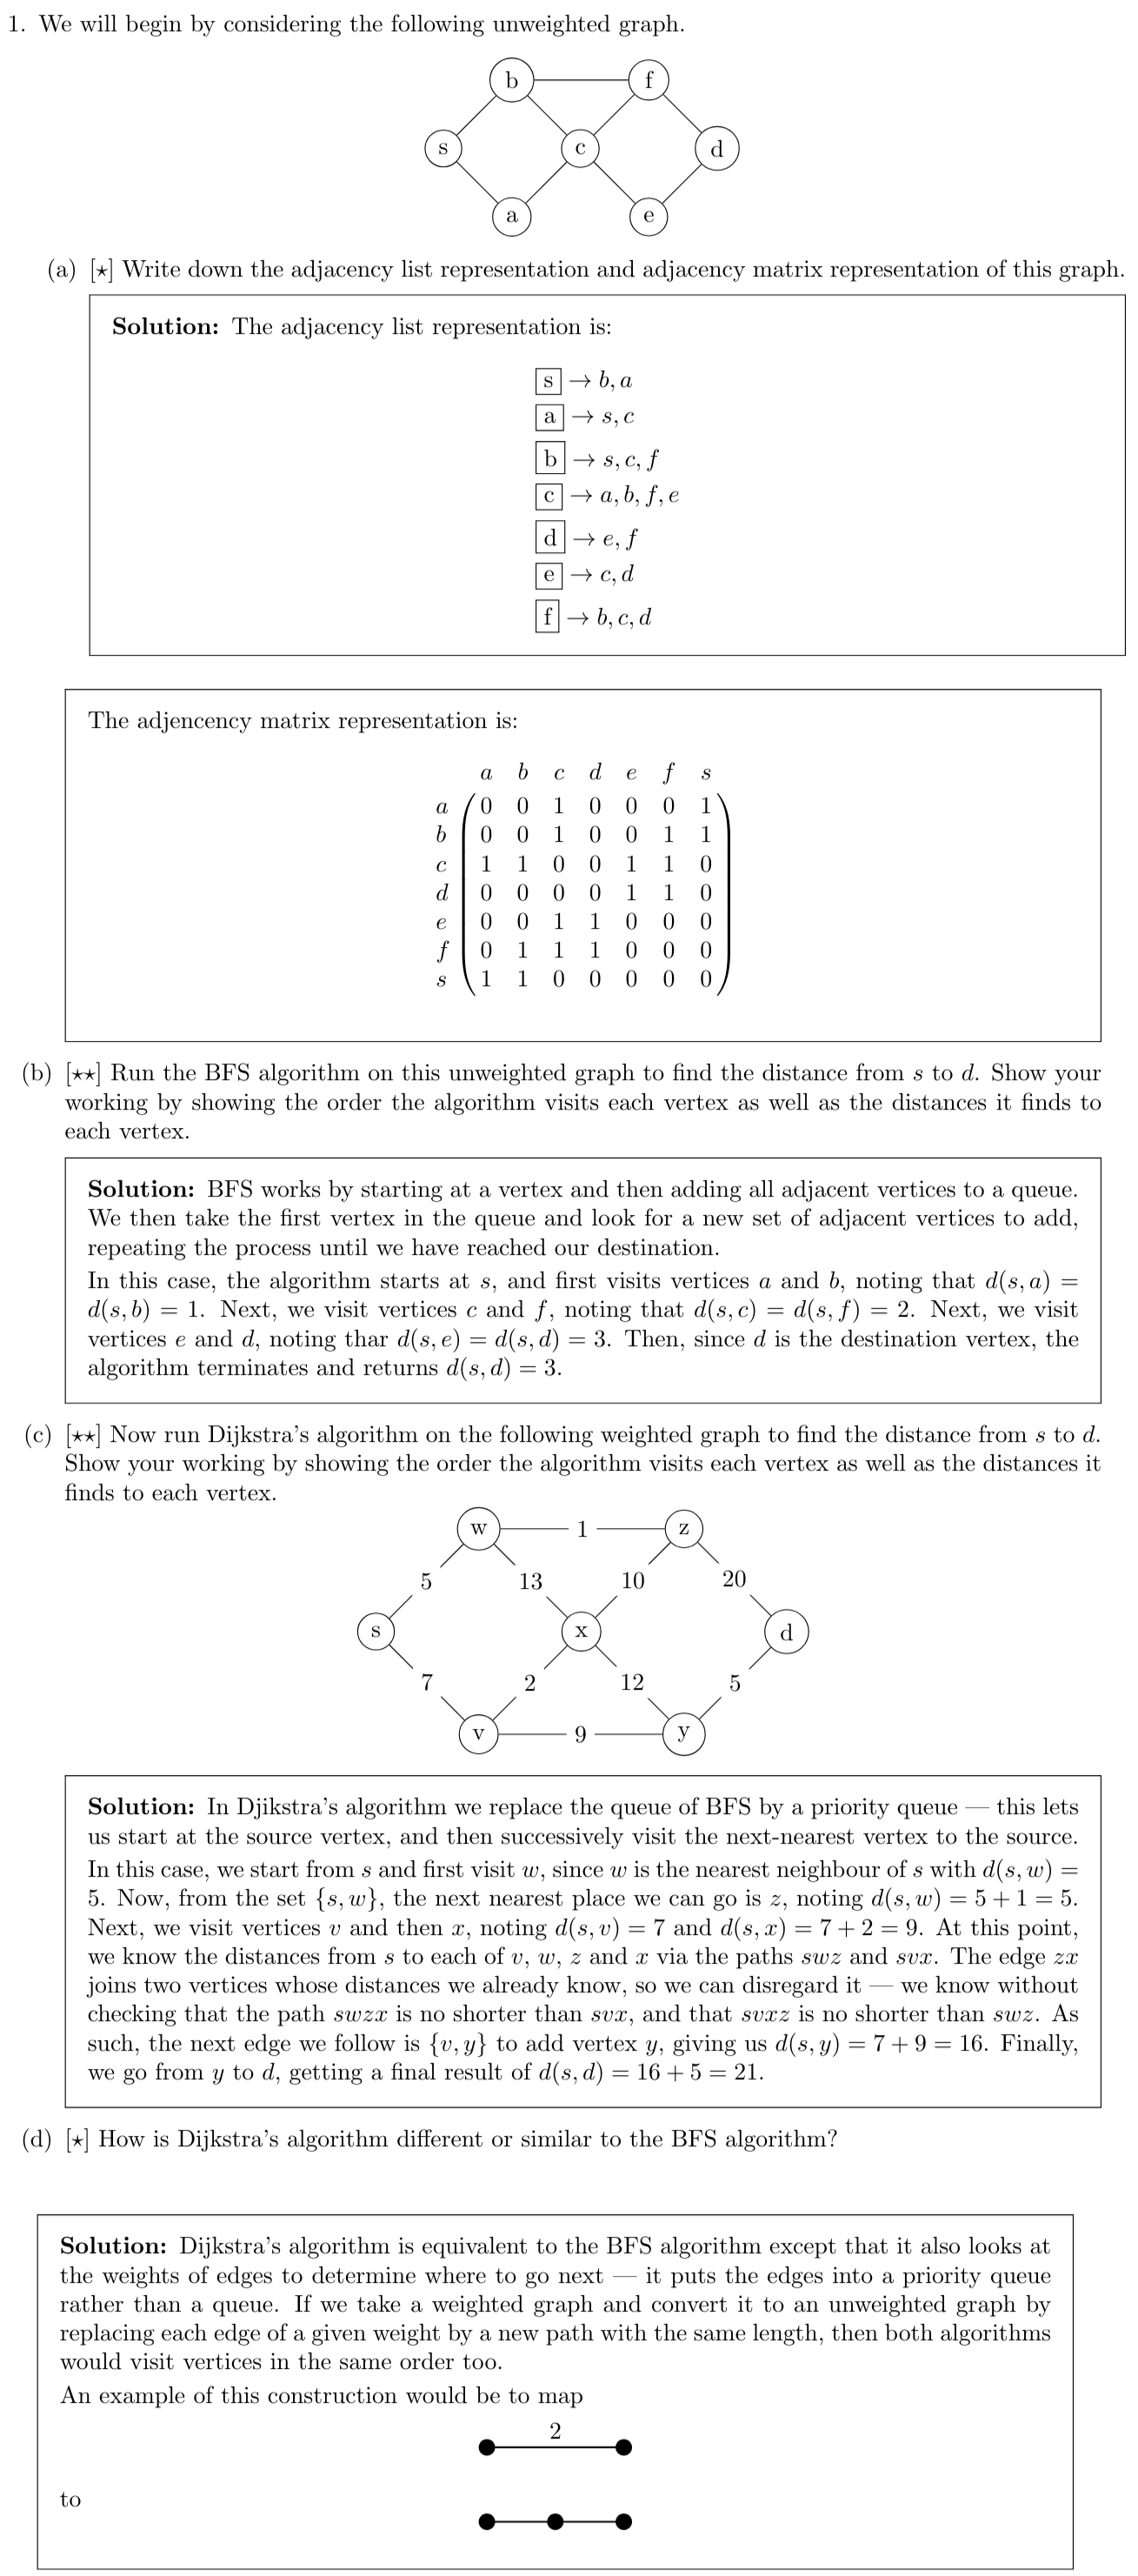 1. We will begin by considering the following unweighted graph.
b f
s c d
a e
(a) [⋆] Write down the adjacency list representation and adjacency matrix representation of this graph.
Solution: The adjacency list representation is:
s → b, a
a → s, c
b → s, c, f
c → a, b, f, e
d → e, f
e → c, d
f → b, c, d
The adjencency matrix representation is:
a b c d e f s
a 0 0 1 0 0 0 1
b 0 0 1 0 0 1 1
c 1 1 0 0 1 1 0
d 0 0 0 0 1 1 0
e 0 0 1 1 0 0 0
f 0 1 1 1 0 0 0
s 1 1 0 0 0 0 0
(b) [⋆⋆] Run the BFS algorithm on this unweighted graph to find the distance from s to d. Show your
working by showing the order the algorithm visits each vertex as well as the distances it finds to
each vertex.
Solution: BFS works by starting at a vertex and then adding all adjacent vertices to a queue.
We then take the first vertex in the queue and look for a new set of adjacent vertices to add,
repeating the process until we have reached our destination.
In this case, the algorithm starts at s, and first visits vertices a and b, noting that d(s, a) =
d(s, b) = 1. Next, we visit vertices c and f, noting that d(s, c) = d(s, f) = 2. Next, we visit
vertices e and d, noting thar d(s, e) = d(s, d) = 3. Then, since d is the destination vertex, the
algorithm terminates and returns d(s, d) = 3.
(c) [⋆⋆] Now run Dijkstra's algorithm on the following weighted graph to find the distance from s to d.
Show your working by showing the order the algorithm visits each vertex as well as the distances it
finds to each vertex.
w 1 z
5 13 10 20
s x d
7 2 12 5
v 9 y
Solution: In Djikstra's algorithm we replace the queue of BFS by a priority queue — this lets
us start at the source vertex, and then successively visit the next-nearest vertex to the source.
In this case, we start from s and first visit w, since w is the nearest neighbour of s with d(s, w) =
5. Now, from the set {s, w}, the next nearest place we can go is z, noting d(s, w) = 5 + 1 = 5.
Next, we visit vertices v and then x, noting d(s, v) = 7 and d(s, x) = 7 + 2 = 9. At this point,
we know the distances from s to each of v, w, z and x via the paths swz and svx. The edge zx
joins two vertices whose distances we already know, so we can disregard it — we know without
checking that the path swzx is no shorter than svx, and that svxz is no shorter than swz. As
such, the next edge we follow is {v, y} to add vertex y, giving us d(s, y) = 7 + 9 = 16. Finally,
we go from y to d, getting a final result of d(s, d) = 16 + 5 = 21.
(d) [⋆] How is Dijkstra's algorithm different or similar to the BFS algorithm?
Solution: Dijkstra's algorithm is equivalent to the BFS algorithm except that it also looks at
the weights of edges to determine where to go next — it puts the edges into a priority queue
rather than a queue. If we take a weighted graph and convert it to an unweighted graph by
replacing each edge of a given weight by a new path with the same length, then both algorithms
would visit vertices in the same order too.
An example of this construction would be to map
2
to